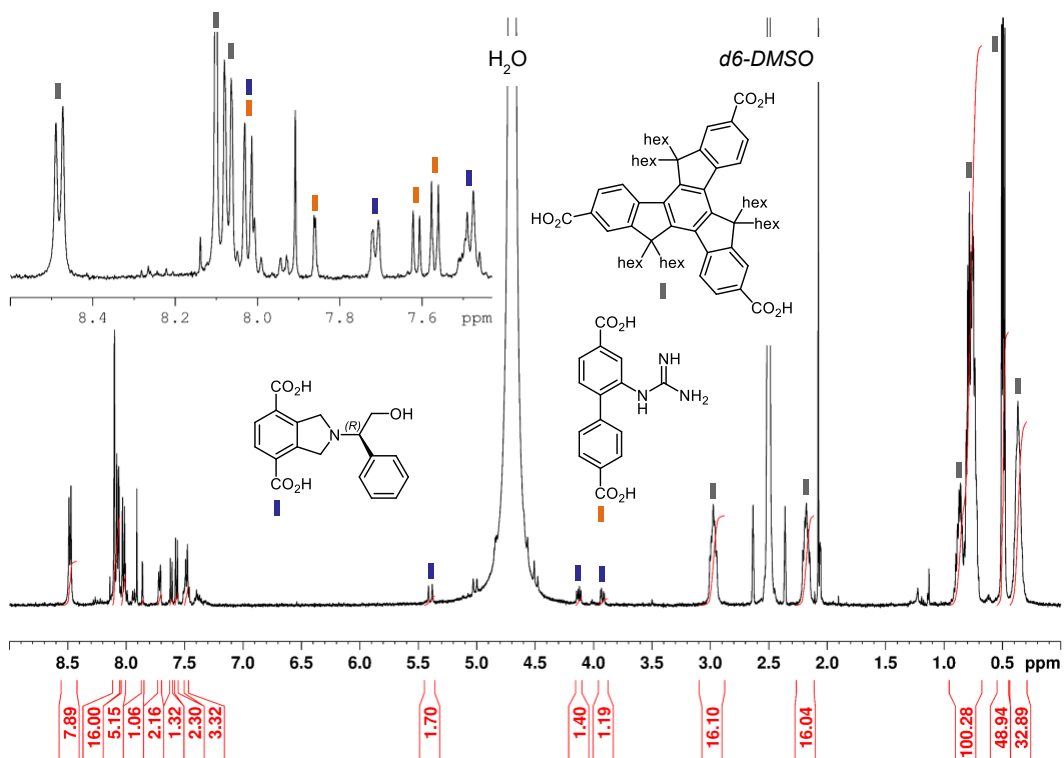 H2O
d6-DMSO
CO2H
hex
hex
hex
hex
HO2C
hex
hex
CO2H
8.4
8.2
8.0
7.8
7.6
ppm
CO2H
NH
N
H
NH2
CO2H
CO2H
OH
(R)
N
CO2H
8.5
8.0
7.5
7.0
6.5
6.0
5.5
5.0
4.5
4.0
3.5
3.0
2.5
2.0
1.5
1.0
0.5
ppm
7.89
16.00
5.15
1.06
2.16
1.32
2.30
3.32
1.70
1.40
1.19
16.10
16.04
100.28
48.94
32.89